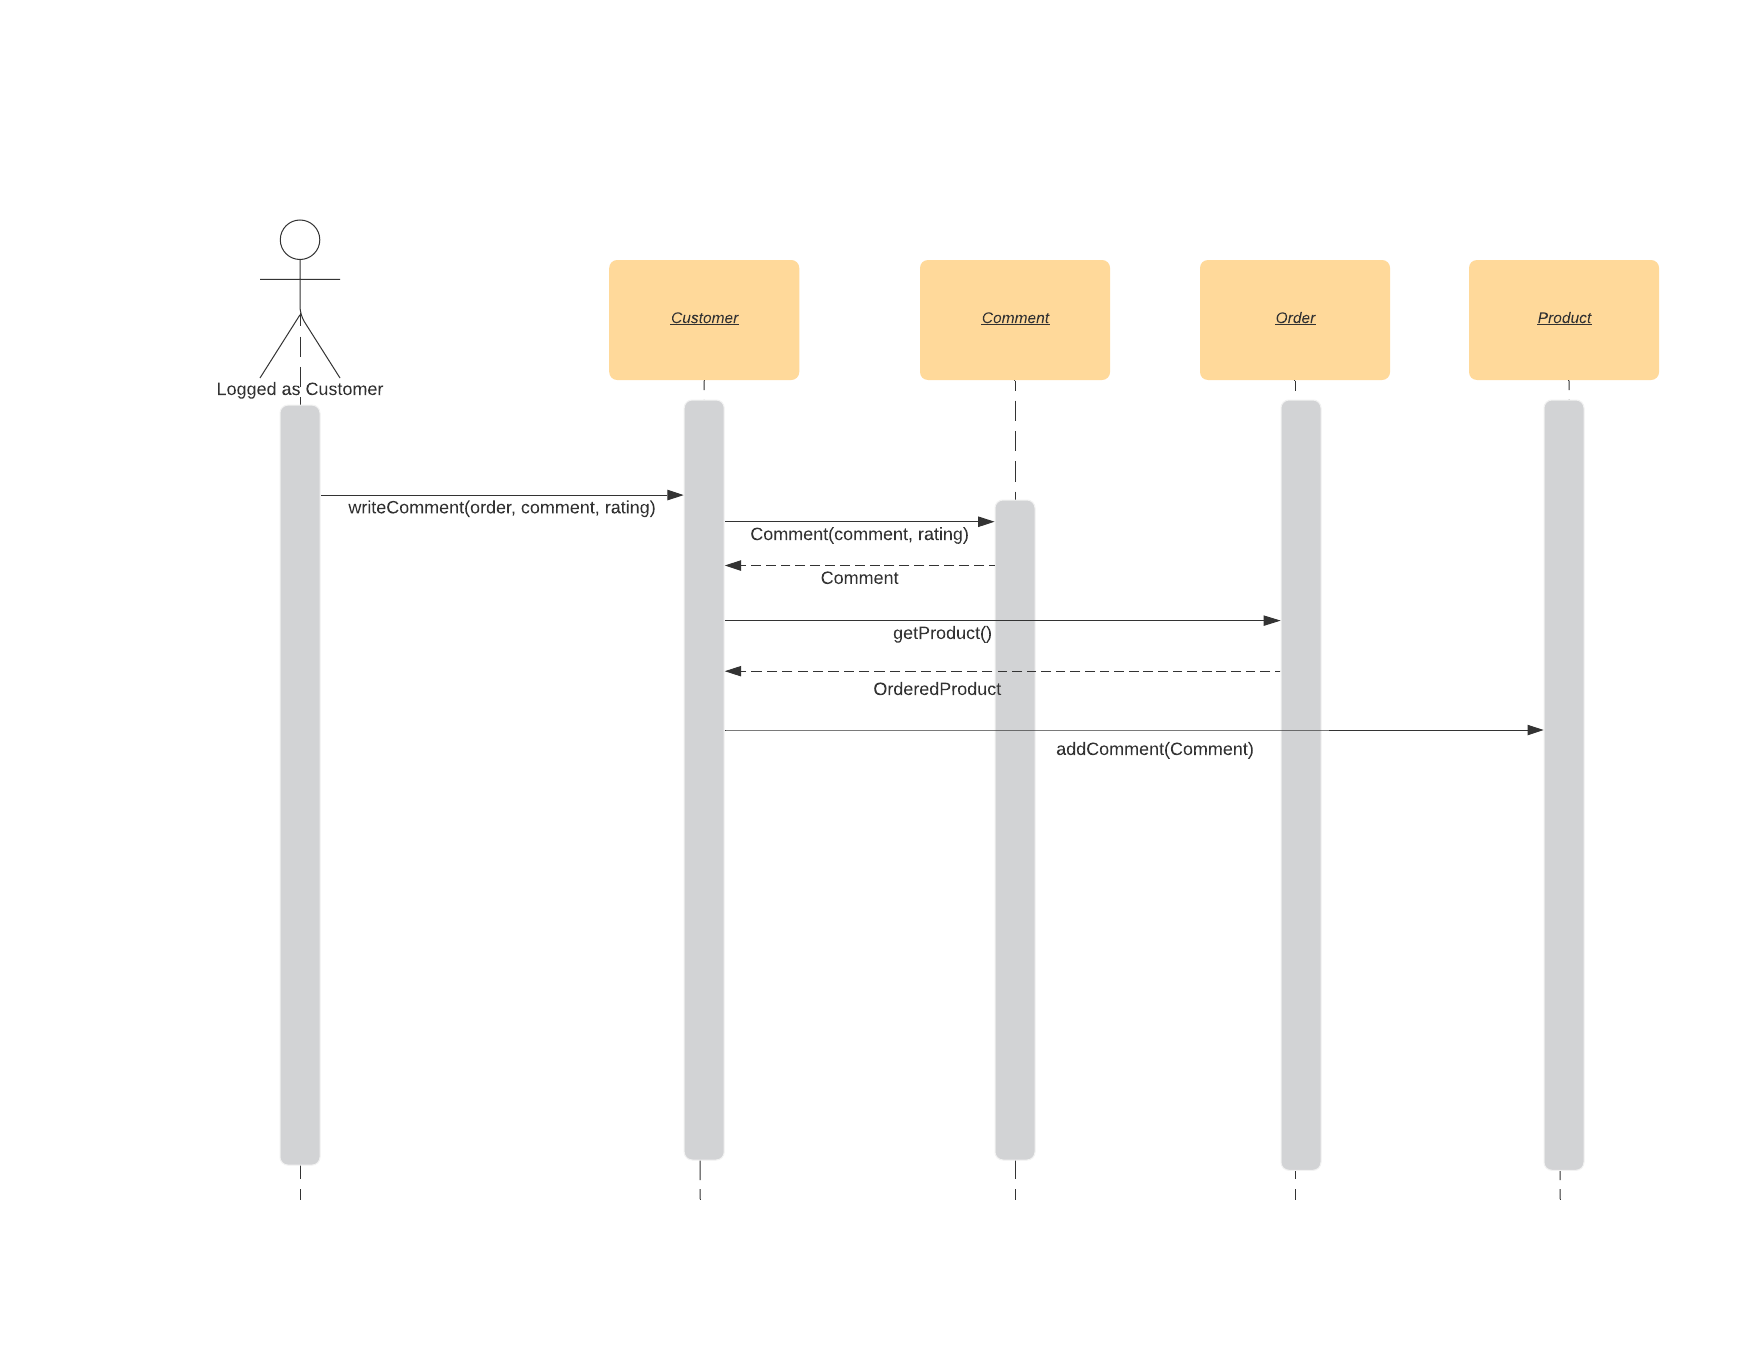 Customer
Comment
Order
Product
Logged as Customer
writeComment(order, comment, rating)
Comment(comment, rating)
Comment
getProduct()
OrderedProduct
addComment(Comment)